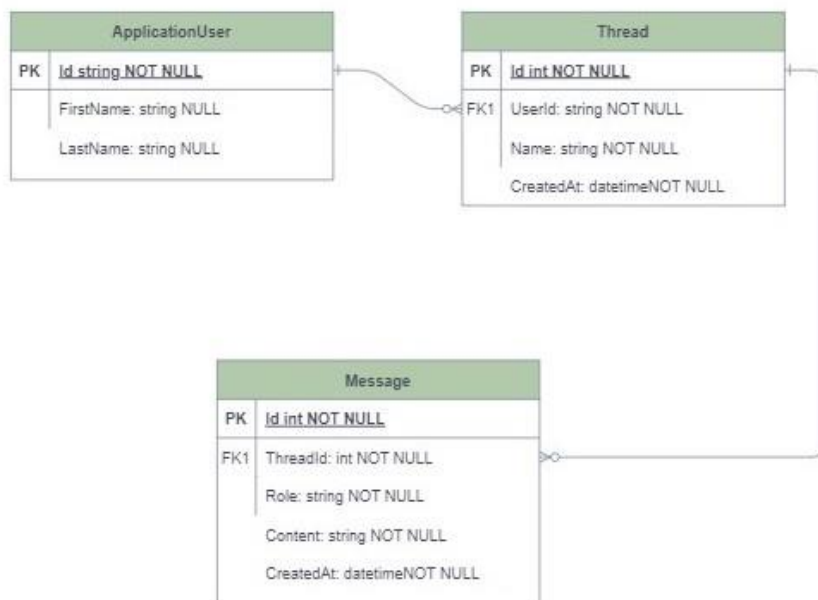 ApplicationUser
PK Id string NOT NULL
FirstName: string NULL
LastName: string NULL
Thread
PK Id int NOT NULL
FK1 UserId: string NOT NULL
Name: string NOT NULL
CreatedAt: datetimeNOT NULL
Message
PK Id int NOT NULL
FK1 ThreadId: int NOT NULL
Role: string NOT NULL
Content: string NOT NULL
CreatedAt: datetimeNOT NULL